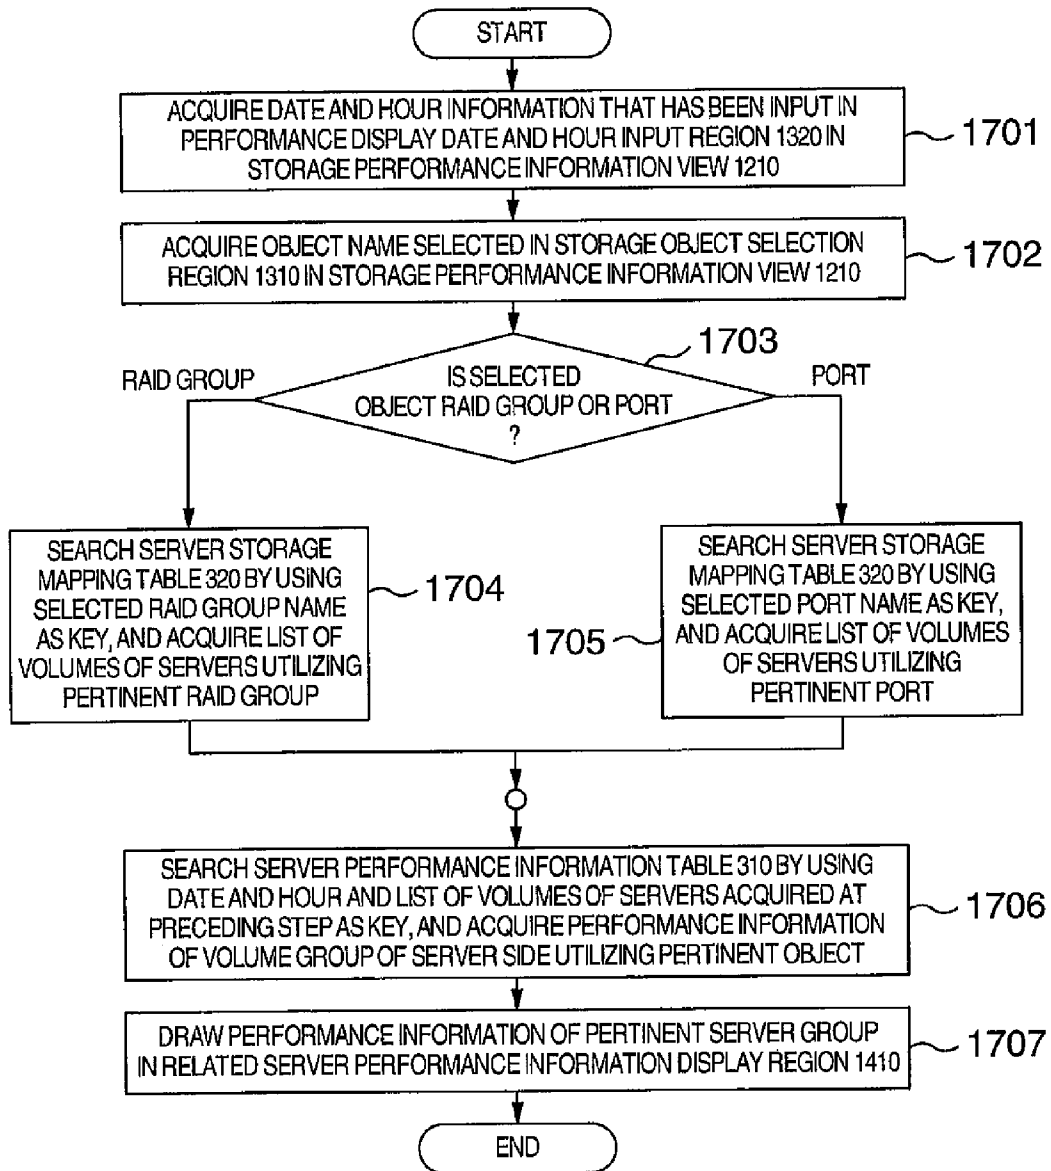 START
ACQUIRE DATE AND HOUR INFORMATION THAT HAS BEEN INPUT IN
PERFORMANCE DISPLAY DATE AND HOUR INPUT REGION 1320 IN
STORAGE PERFORMANCE INFORMATION VIEW 1210
1701
ACQUIRE OBJECT NAME SELECTED IN STORAGE OBJECT SELECTION
REGION 1310 IN STORAGE PERFORMANCE INFORMATION VIEW 1210
1702
1703
RAID GROUP
IS SELECTED
OBJECT RAID GROUP OR PORT
?
PORT
SEARCH SERVER STORAGE
MAPPING TABLE 320 BY USING
SELECTED RAID GROUP NAME
AS KEY, AND ACQUIRE LIST OF
VOLUMES OF SERVERS UTILIZING
PERTINENT RAID GROUP
1704
SEARCH SERVER STORAGE
MAPPING TABLE 320 BY USING
SELECTED PORT NAME AS KEY,
AND ACQUIRE LIST OF VOLUMES
OF SERVERS UTILIZING
PERTINENT PORT
1705
SEARCH SERVER PERFORMANCE INFORMATION TABLE 310 BY USING
DATE AND HOUR AND LIST OF VOLUMES OF SERVERS ACQUIRED AT
PRECEDING STEP AS KEY, AND ACQUIRE PERFORMANCE INFORMATION
OF VOLUME GROUP OF SERVER SIDE UTILIZING PERTINENT OBJECT
1706
DRAW PERFORMANCE INFORMATION OF PERTINENT SERVER GROUP
IN RELATED SERVER PERFORMANCE INFORMATION DISPLAY REGION 1410
1707
END